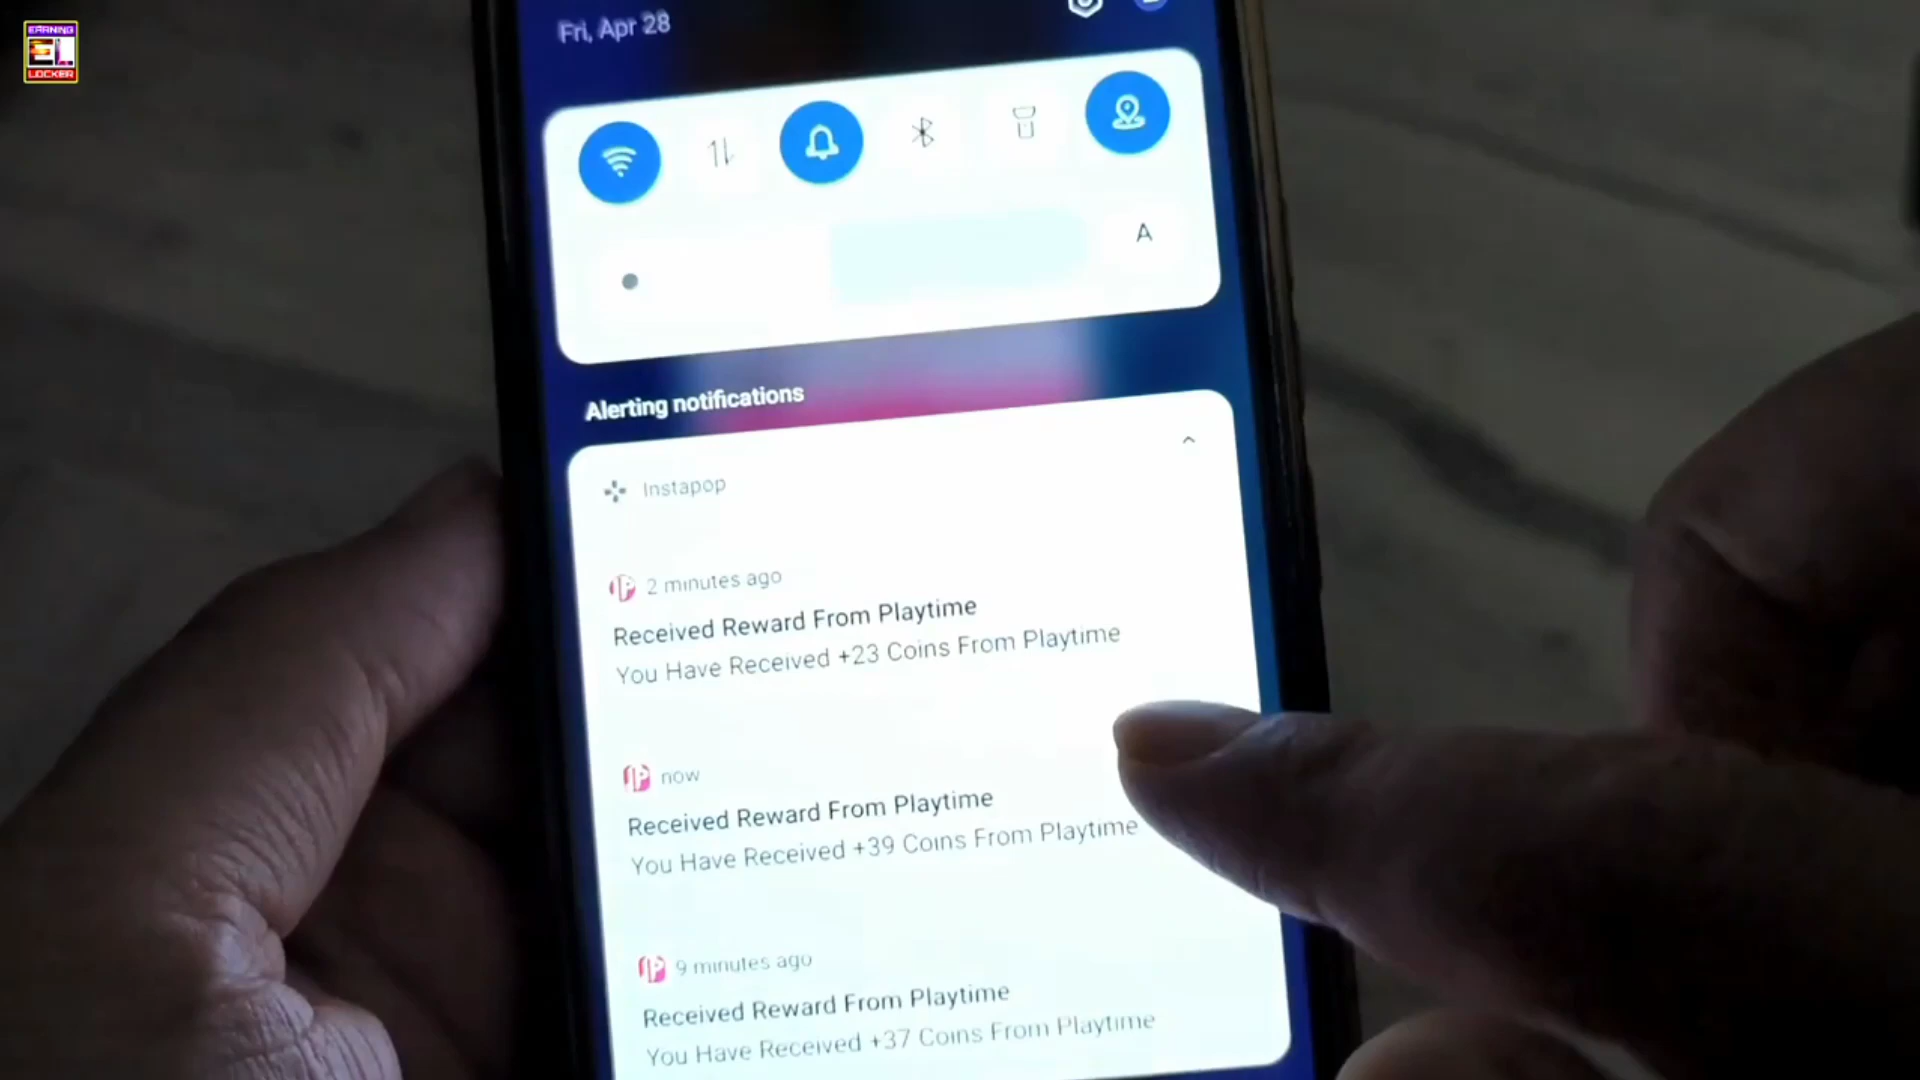 EARNING
EL
LOCKER
Fri, Apr 28
A
Alerting notifications
Instapop
2 minutes ago
Received Reward From Playtime
You Have Received +23 Coins From Playtime
now
Received Reward From Playtime
You Have Received +39 Coins From Playtime
9 minutes ago
Received Reward From Playtime
You Have Received +37 Coins From Playtime